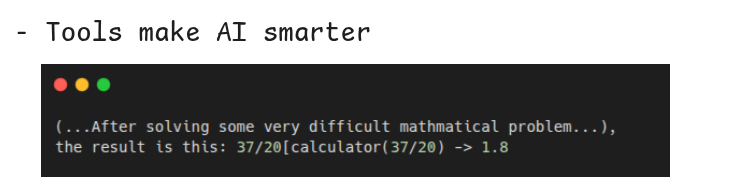 - Tools make AI smarter
(...After solving some very difficult mathmatical problem...),
the result is this: 37/20[calculator(37/20) -> 1.8